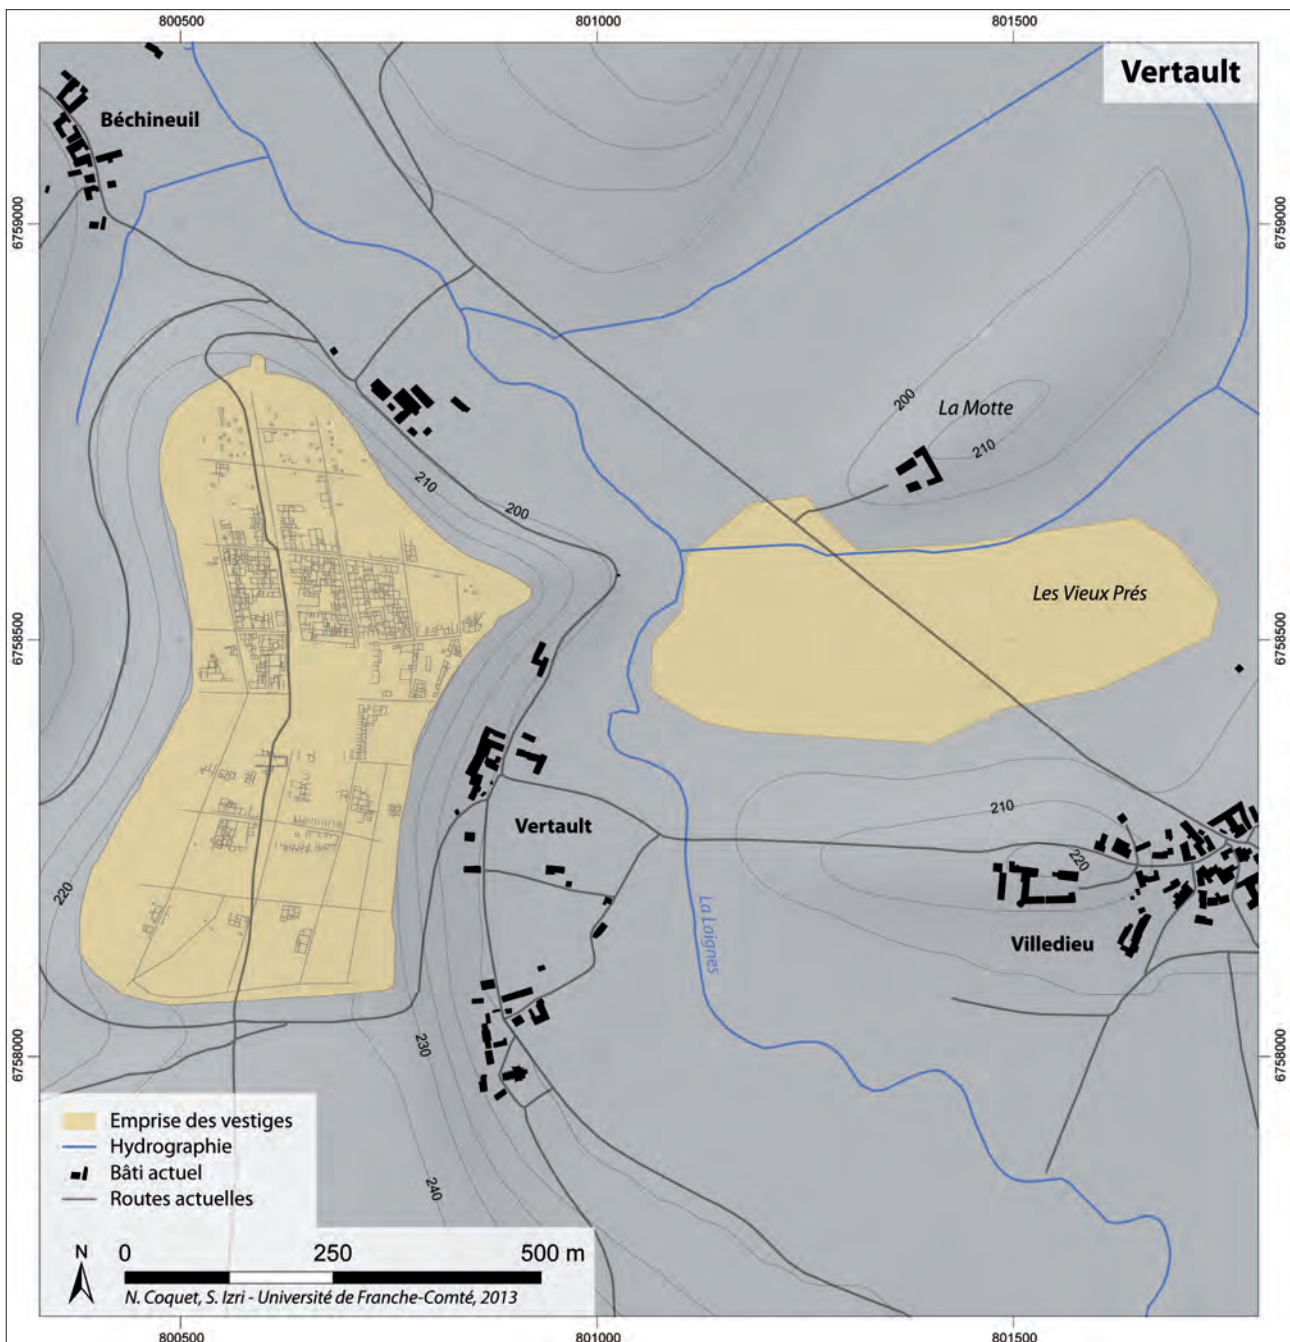 800500
801000
801500
Vertault
Béchineuil
6759000
6759000
200
La Motte
210
210
200
Les Vieux Prés
6758500
6758500
210
Vertault
220
220
La Laignes
Villedieu
230
6758000
6758000
Emprise des vestiges
Hydrographie
Bâti actuel
Routes actuelles
240
N
0
250
500 m
N. Coquet, S. Izri - Université de Franche-Comté, 2013
800500
801000
801500